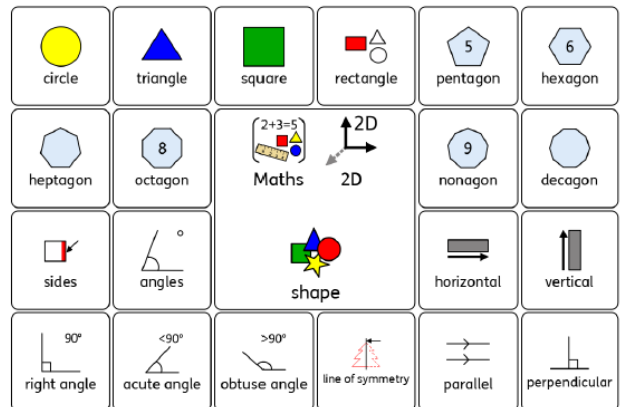 circle
triangle
square
rectangle
5
pentagon
6
hexagon
heptagon
8
octagon
2+3=5
Maths
2D
2D
9
nonagon
decagon
sides
angles
shape
horizontal
vertical
90°
right angle
<90°
acute angle
>90°
obtuse angle
line of symmetry
parallel
perpendicular